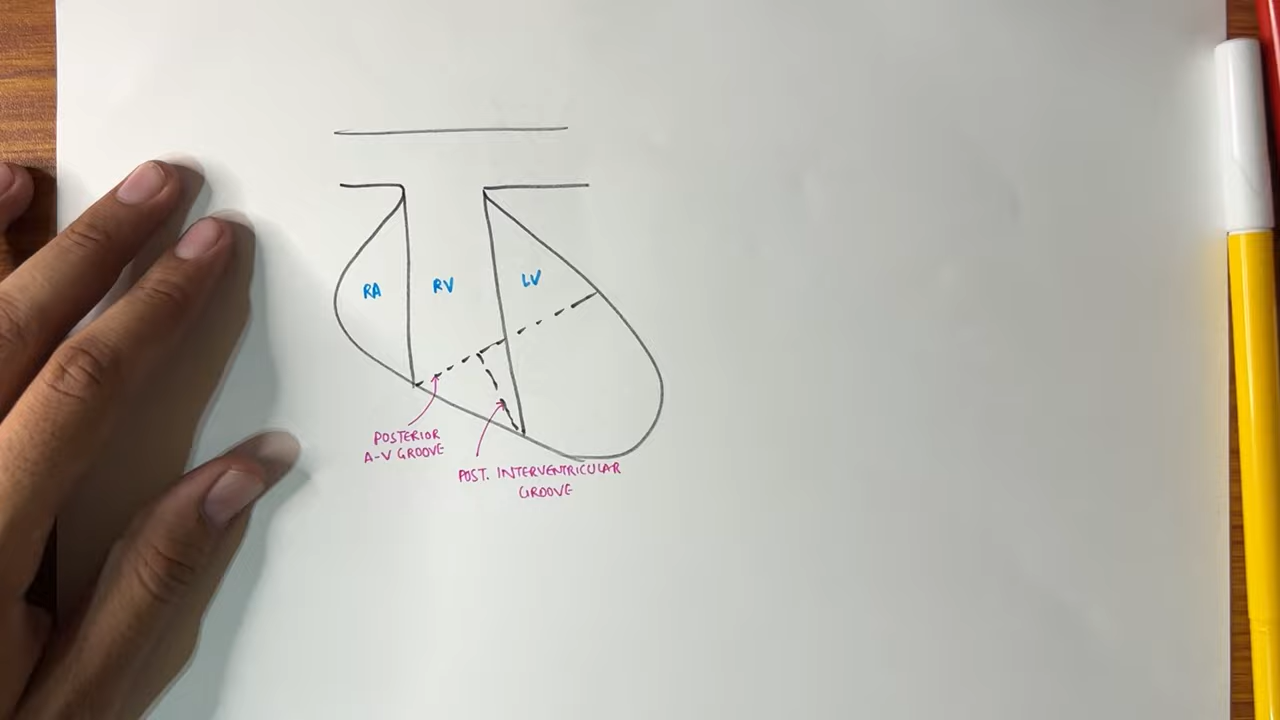 RA
RV
LV
POSTERIOR
A-V GROOVE
POST. INTERVENTRICULAR
GROOVE